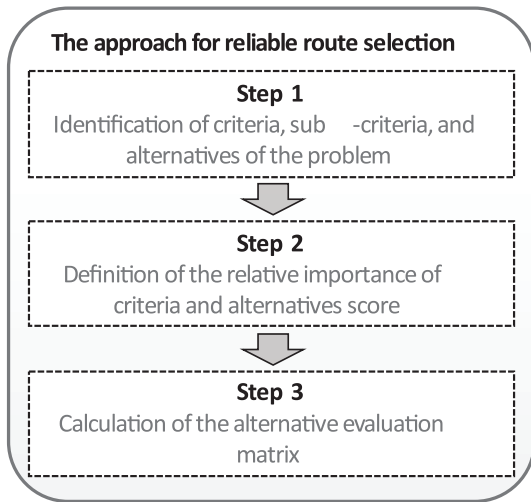 The approach for reliable route selection
Step 1
Identification of criteria, sub -criteria, and
alternatives of the problem
Step 2
Definition of the relative importance of
criteria and alternatives score
Step 3
Calculation of the alternative evaluation
matrix